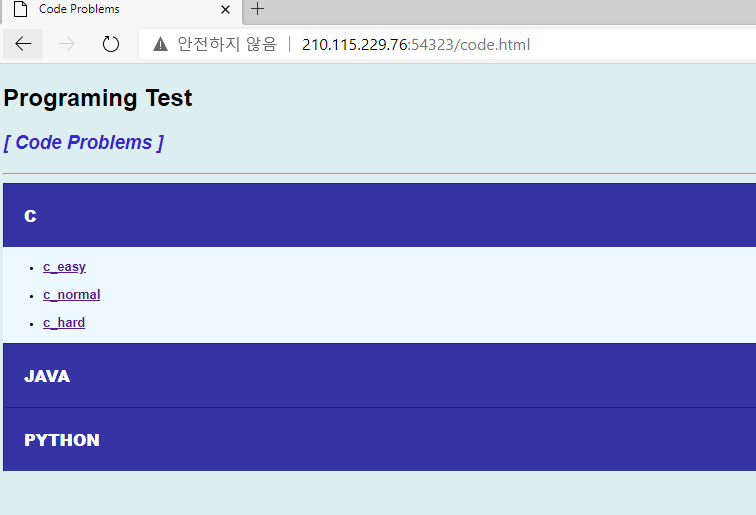 Code Problems
안전하지 않음 210.115.229.76:54323/code.html
Programing Test
[ Code Problems ]
C
c_easy
c_normal
c_hard
JAVA
PYTHON